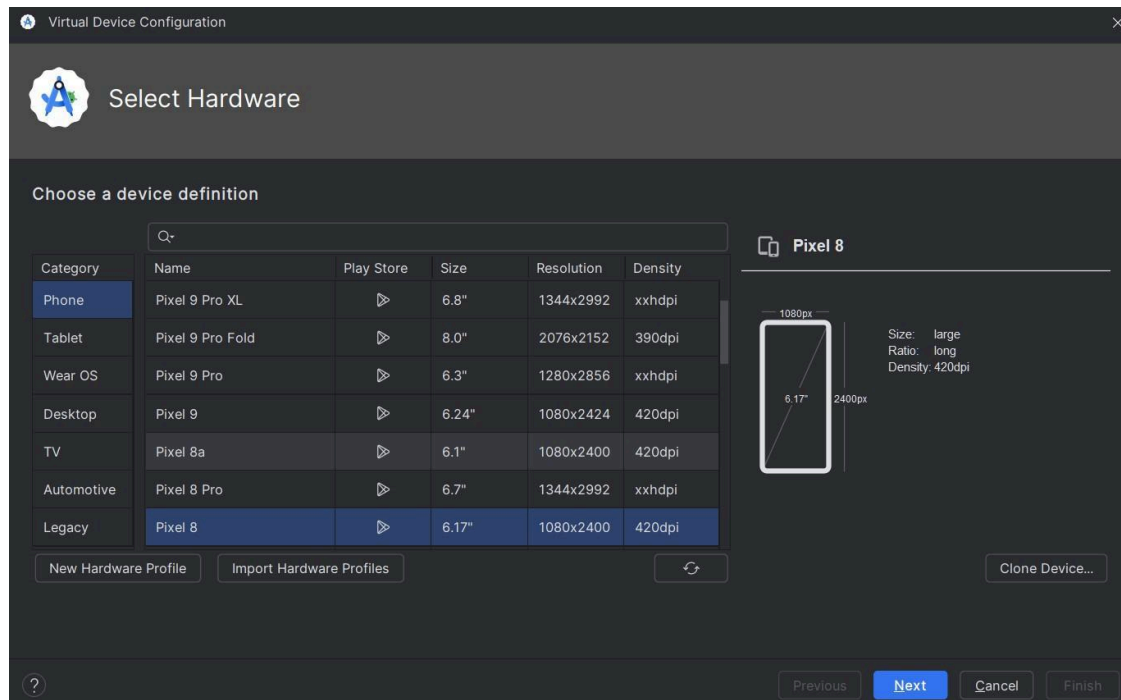 Virtual Device Configuration
Select Hardware
Choose a device definition
Category
Phone
Tablet
Wear OS
Desktop
TV
Automotive
Legacy
Name Play Store Size Resolution Density
Pixel 9 Pro XL 6.8" 1344x2992 xxhdpi
Pixel 9 Pro Fold 8.0" 2076x2152 390dpi
Pixel 9 Pro 6.3" 1280x2856 xxhdpi
Pixel 9 6.24" 1080x2424 420dpi
Pixel 8a 6.1" 1080x2400 420dpi
Pixel 8 Pro 6.7" 1344x2992 xxhdpi
Pixel 8 6.17" 1080x2400 420dpi
Pixel 8
1080px
6.17"
2400px
Size: large
Ratio: long
Density: 420dpi
New Hardware Profile Import Hardware Profiles Clone Device...
? Previous Next Cancel Finish